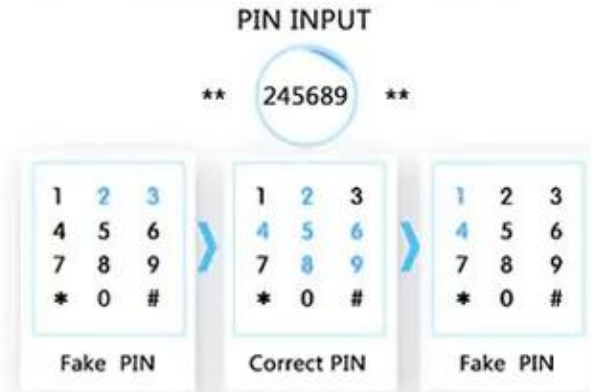 PIN INPUT
** 245689 **
1 2 3
4 5 6
7 8 9
* 0 #
Fake PIN
1 2 3
4 5 6
7 8 9
* 0 #
Correct PIN
1 2 3
4 5 6
7 8 9
* 0 #
Fake PIN